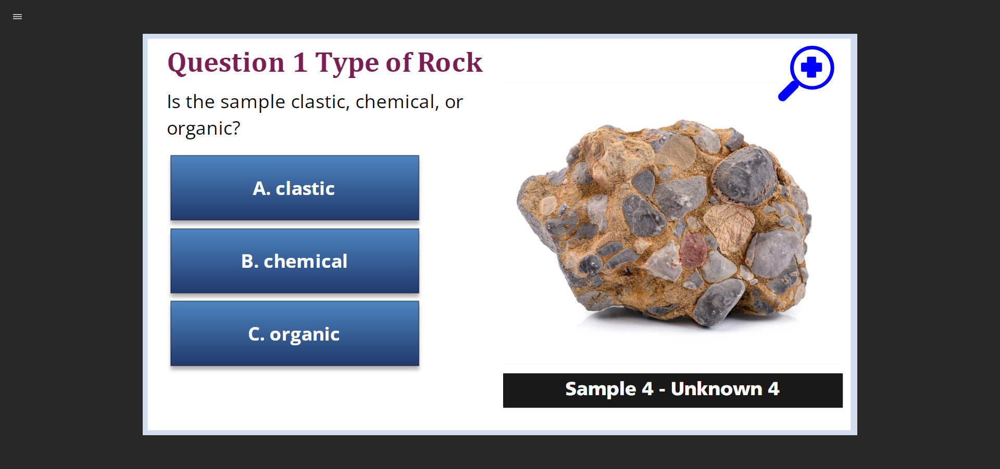 Question 1 Type of Rock
Is the sample clastic, chemical, or
organic?
A. clastic
B. chemical
C. organic
Sample 4 - Unknown 4